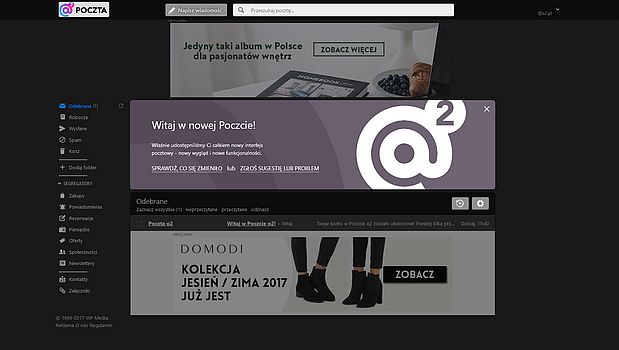 POCZTA
Napisz wiadomość
Przeszukaj pocztę...
@o2.pl
Jedyny taki album w Polsce
dla pasjonatów wnętrz
ZOBACZ WIĘCEJ
HOMEBOOK
Odebrane (1)
Robocze
Wysłane
Spam
Kosz
Dodaj folder
SEGREGATORY
Zakupy
Powiadomienia
Rezerwacje
Pieniądze
Oferty
Społeczności
Newslettery
Kontakty
Załączniki
© 1999-2017 WP Media
Reklama O nas Regulamin
Witaj w nowej Poczcie!
Właśnie udostępniliśmy Ci całkiem nowy interfejs
pocztowy - nowy wygląd i nowe funkcjonalności.
SPRAWDŹ, CO SIĘ ZMIENIŁO lub ZGŁOŚ SUGESTIĘ LUB PROBLEM
@2
Odebrane
Zaznacz: wszystkie (1) nieprzeczytane przeczytane odznacz
Poczta o2 Witaj w Poczcie o2! - Witaj Twoje konto w Poczcie o2 zostało utworzone! Poniżej kilka prz... Dzisiaj, 19:40
REKLAMA
DOMODI
KOLEKCJA
JESIEŃ / ZIMA 2017
JUŻ JEST
ZOBACZ